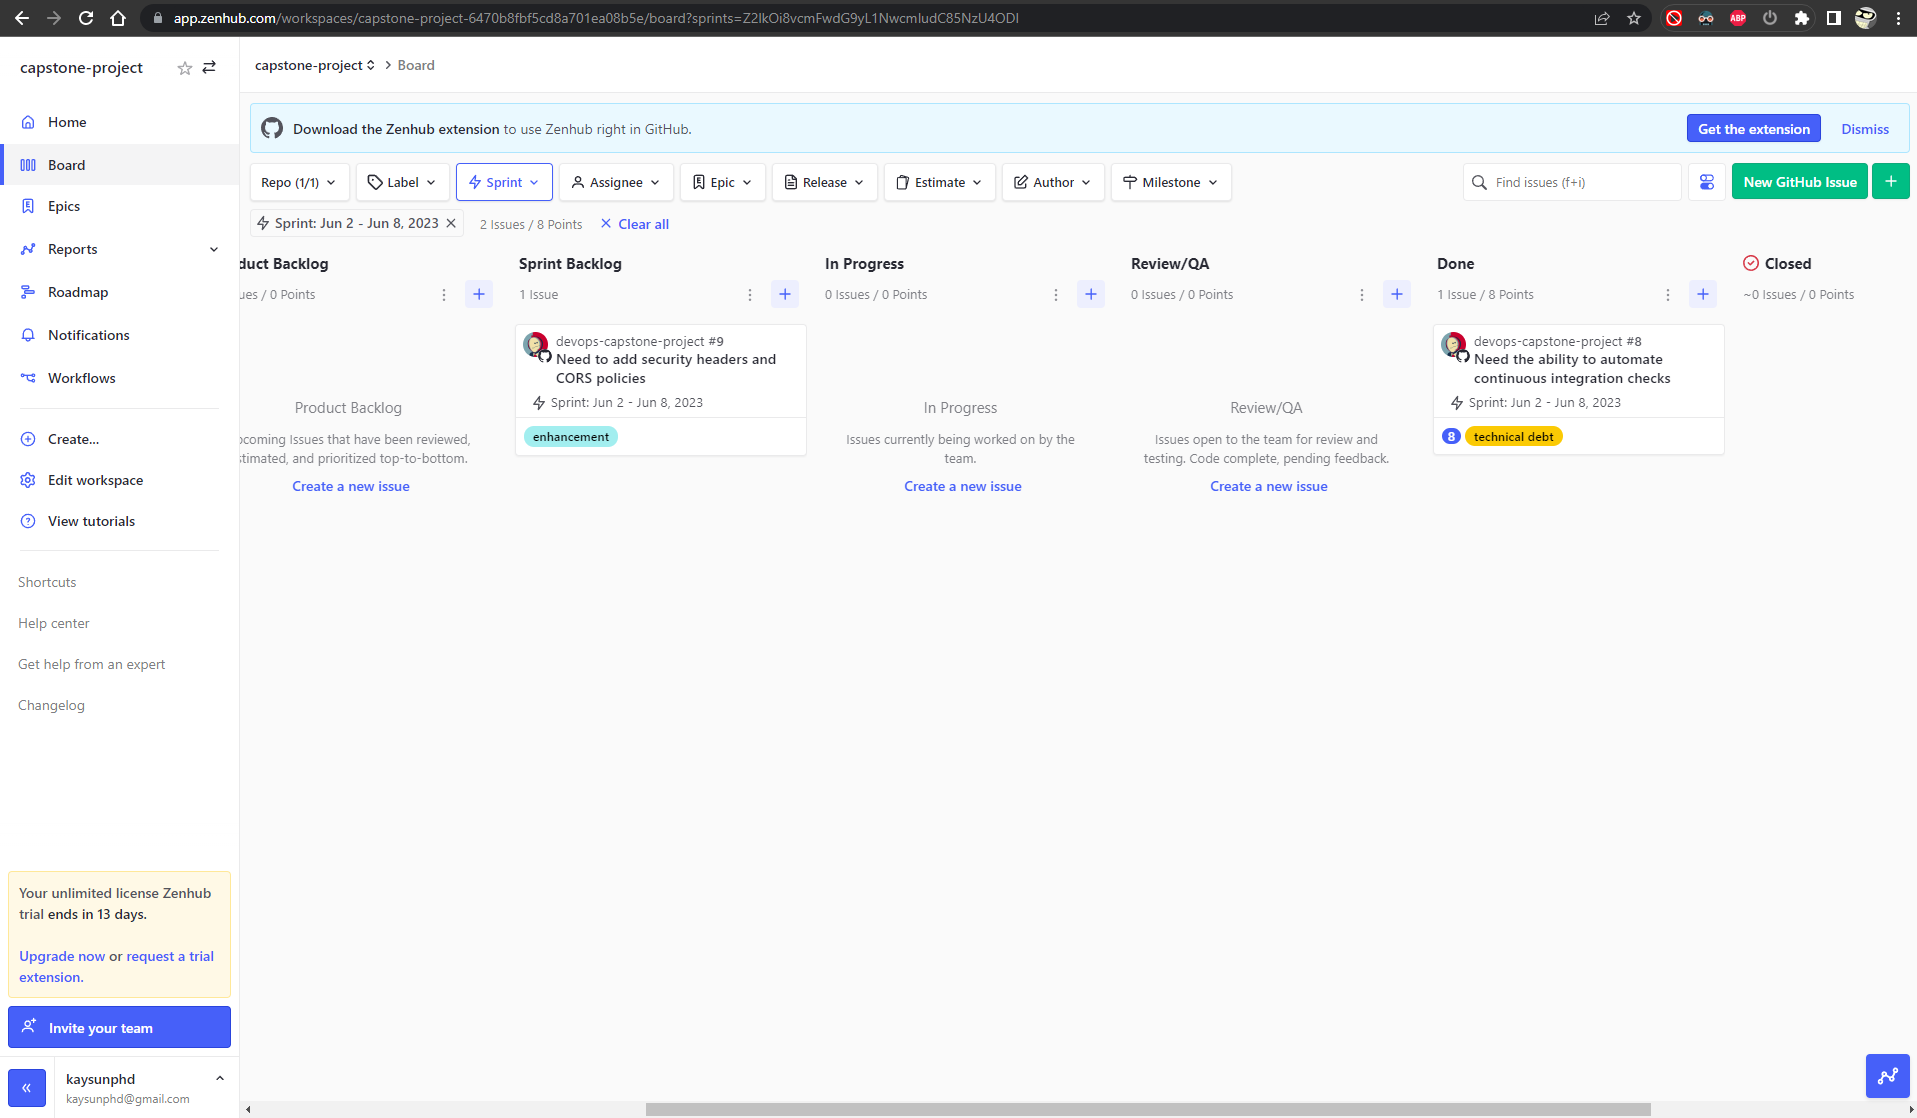 app.zenhub.com/workspaces/capstone-project-6470b8fbf5cd8a701ea08b5e/board?sprints=Z2lkOi8vcmFwdG9yL1NwcmludC85NzU4ODI
ABP
capstone-project
capstone-project > Board
Home
Board
Epics
Reports
Roadmap
Notifications
Workflows
Create...
Edit workspace
View tutorials
Shortcuts
Help center
Get help from an expert
Changelog
Your unlimited license Zenhub
trial ends in 13 days.
Upgrade now or request a trial
extension.
Invite your team
kaysunphd
kaysunphd@gmail.com
Download the Zenhub extension to use Zenhub right in GitHub.
Get the extension
Dismiss
Repo (1/1)
Label
Sprint
Assignee
Epic
Release
Estimate
Author
Milestone
Find issues (f+i)
New GitHub Issue
+
Sprint: Jun 2 - Jun 8, 2023
2 Issues / 8 Points
Clear all
duct Backlog
ues / 0 Points
Product Backlog
coming Issues that have been reviewed,
timated, and prioritized top-to-bottom.
Create a new issue
Sprint Backlog
1 Issue
devops-capstone-project #9
Need to add security headers and
CORS policies
Sprint: Jun 2 - Jun 8, 2023
enhancement
In Progress
0 Issues / 0 Points
In Progress
Issues currently being worked on by the
team.
Create a new issue
Review/QA
0 Issues / 0 Points
Review/QA
Issues open to the team for review and
testing. Code complete, pending feedback.
Create a new issue
Done
1 Issue / 8 Points
devops-capstone-project #8
Need the ability to automate
continuous integration checks
Sprint: Jun 2 - Jun 8, 2023
8 technical debt
Closed
~0 Issues / 0 Points